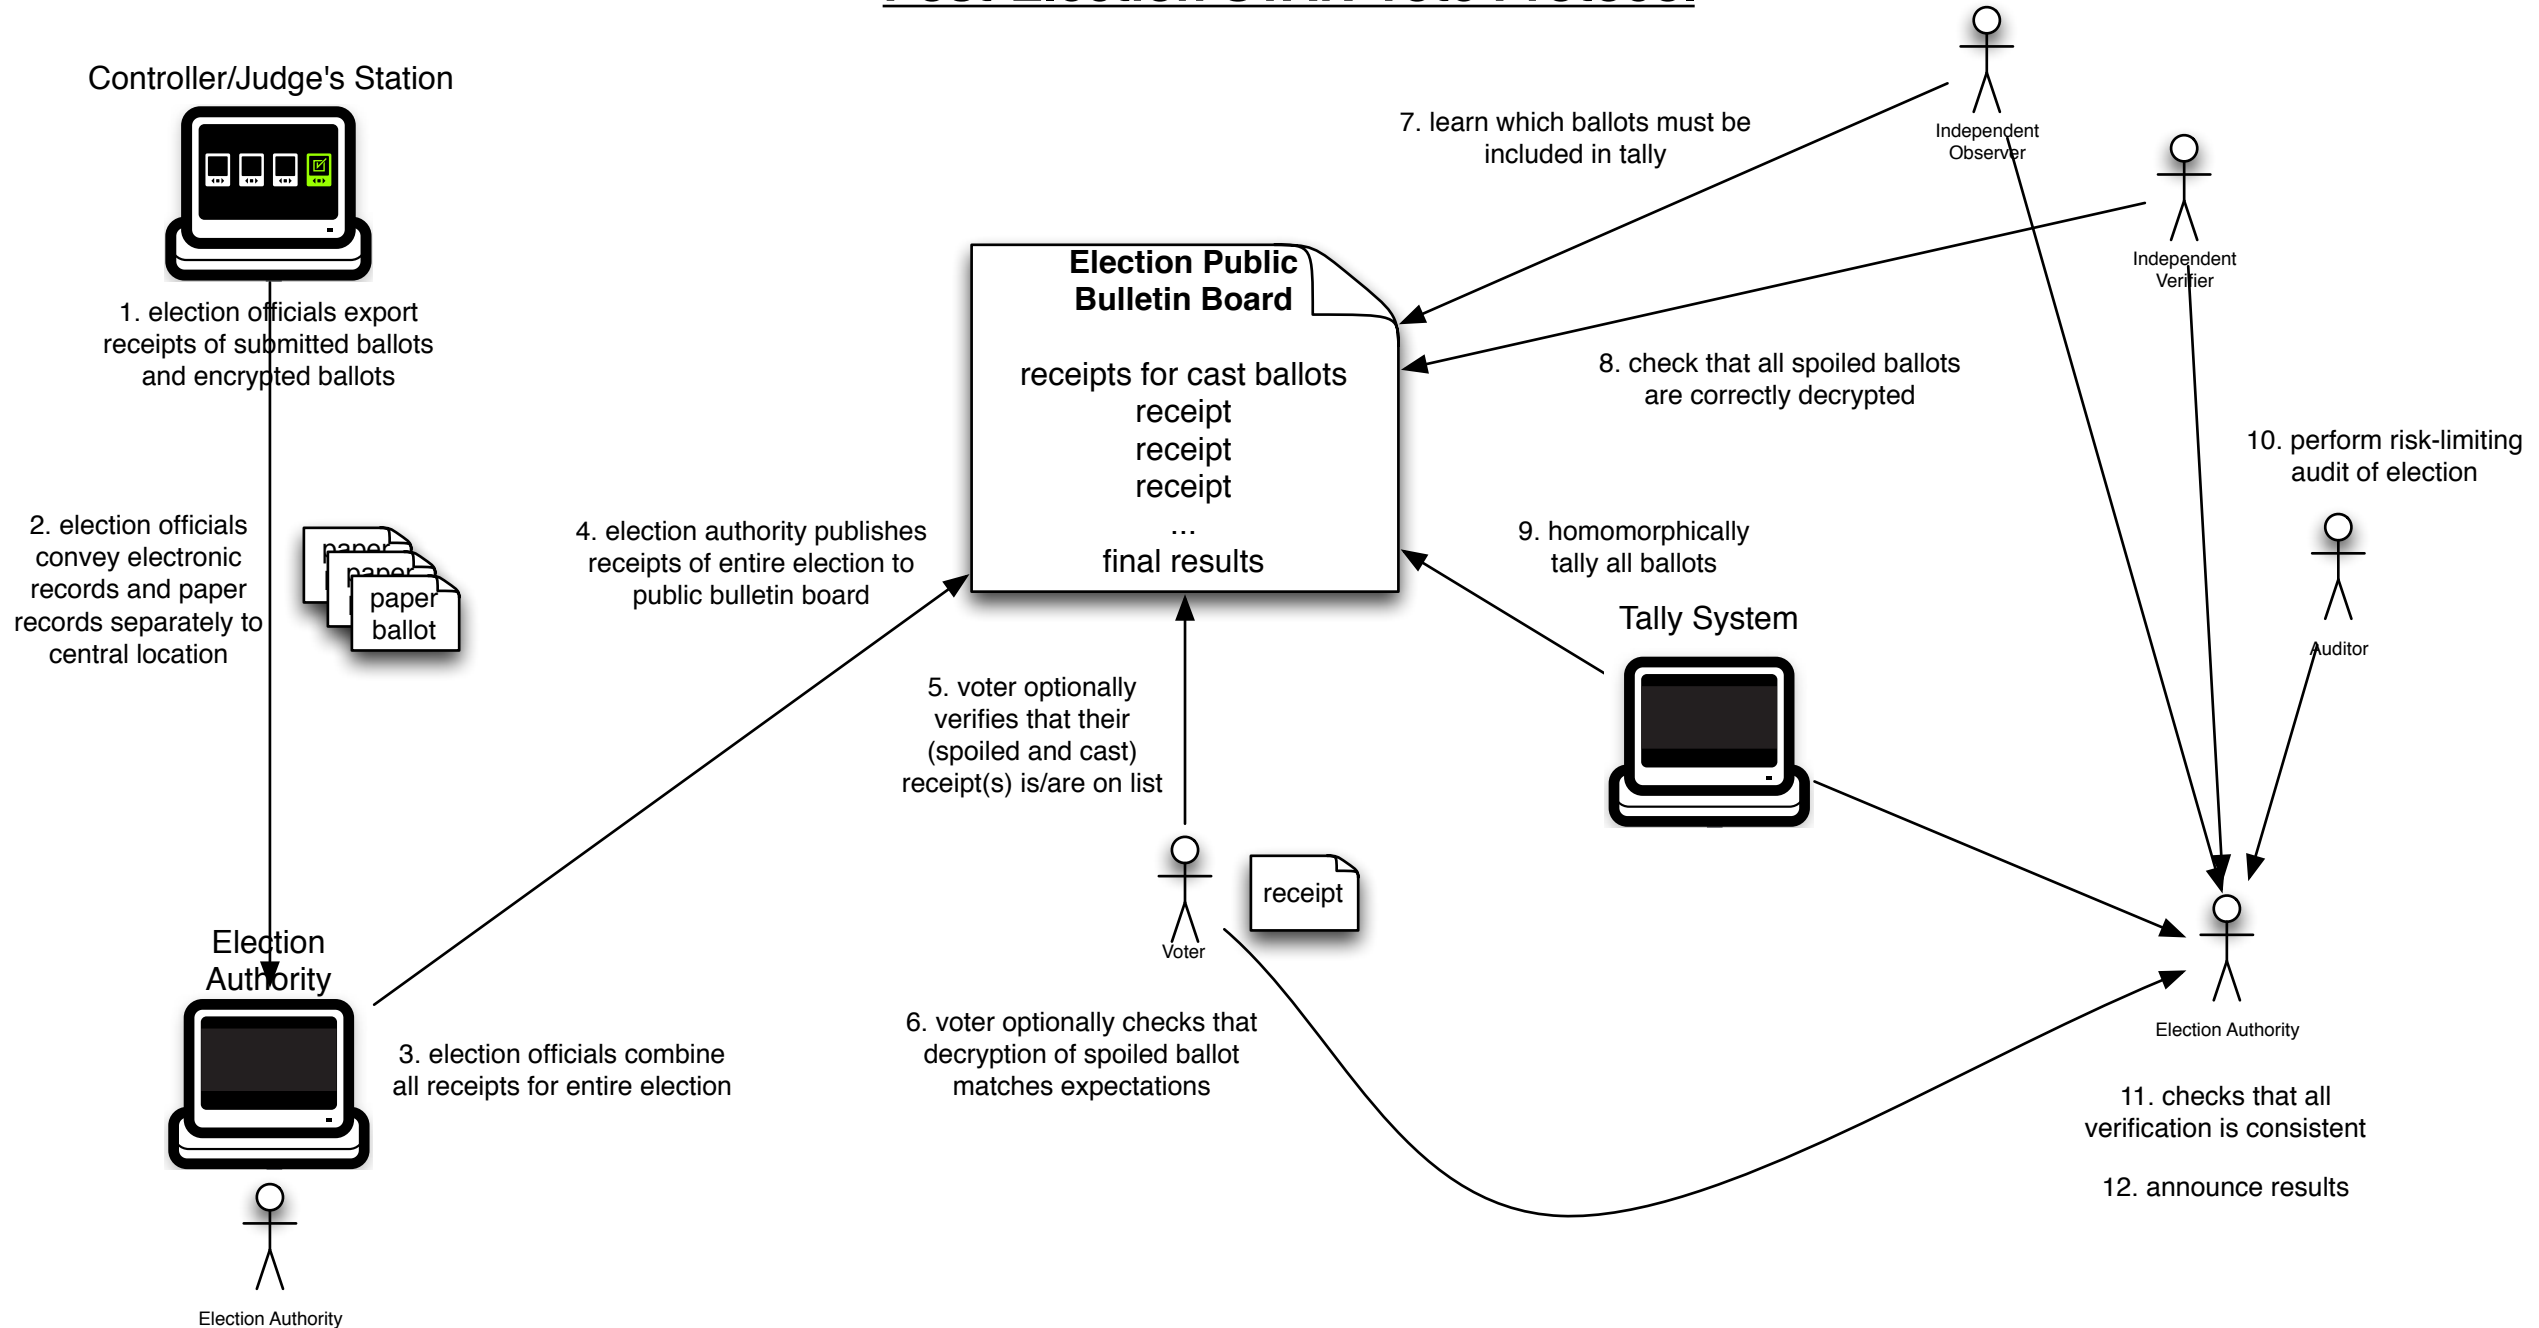 Post-Election STAR-Vote Protocol
Controller/Judge's Station
1. election officials export
receipts of submitted ballots
and encrypted ballots
2. election officials
convey electronic
records and paper
records separately to
central location
paper
paper
paper
ballot
Election
Authority
3. election officials combine
all receipts for entire election
Election Authority
4. election authority publishes
receipts of entire election to
public bulletin board
Election Public
Bulletin Board
receipts for cast ballots
receipt
receipt
receipt
...
final results
5. voter optionally
verifies that their
(spoiled and cast)
receipt(s) is/are on list
Voter
receipt
6. voter optionally checks that
decryption of spoiled ballot
matches expectations
7. learn which ballots must be
included in tally
Independent
Observer
Independent
Verifier
8. check that all spoiled ballots
are correctly decrypted
9. homomorphically
tally all ballots
Tally System
10. perform risk-limiting
audit of election
Auditor
Election Authority
11. checks that all
verification is consistent
12. announce results